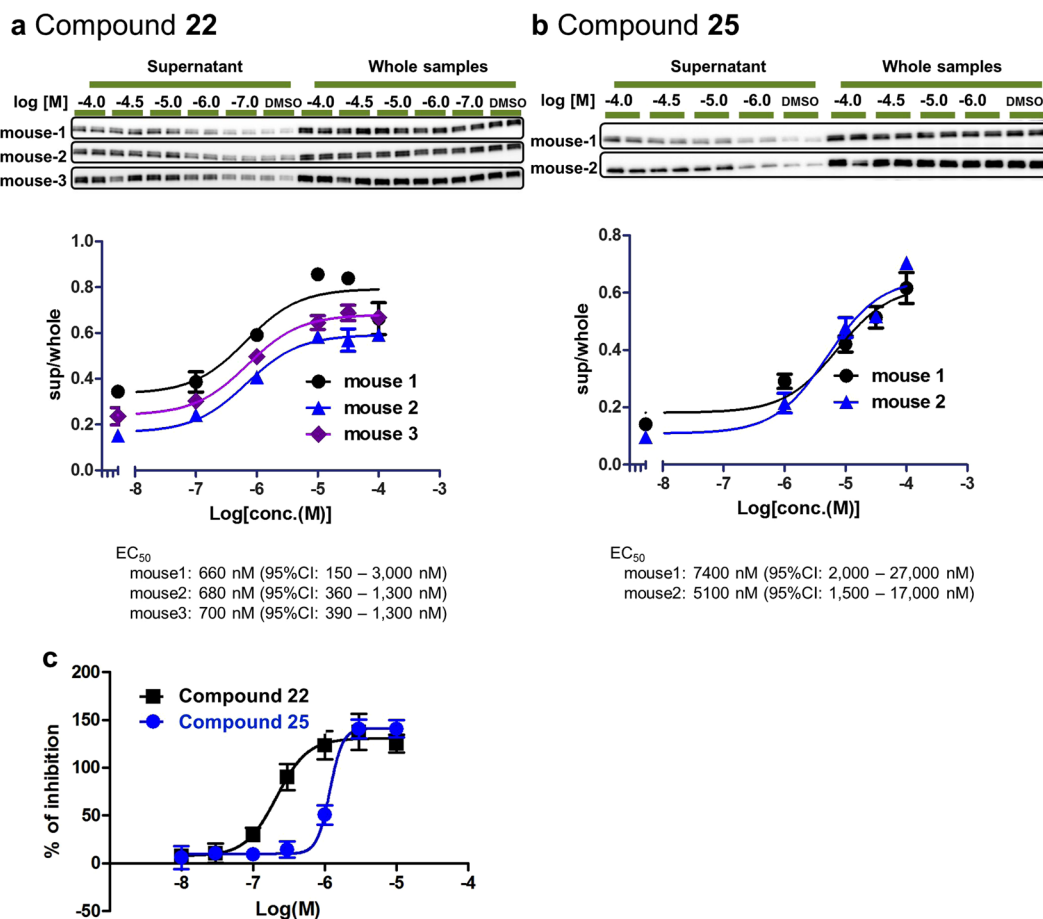 a Compound 22
Supernatant Whole samples
log [M] -4.0 -4.5 -5.0 -6.0 -7.0 DMSO -4.0 -4.5 -5.0 -6.0 -7.0 DMSO
mouse-1
mouse-2
mouse-3
sup/whole
1.0
0.8
0.6
0.4
0.2
0.0
mouse 1
mouse 2
mouse 3
-8 -7 -6 -5 -4 -3
Log[conc.(M)]
EC50
mouse1: 660 nM (95%CI: 150 – 3,000 nM)
mouse2: 680 nM (95%CI: 360 – 1,300 nM)
mouse3: 700 nM (95%CI: 390 – 1,300 nM)
b Compound 25
Supernatant Whole samples
log [M] -4.0 -4.5 -5.0 -6.0 DMSO -4.0 -4.5 -5.0 -6.0 DMSO
mouse-1
mouse-2
sup/whole
0.8
0.6
0.4
0.2
0.0
mouse 1
mouse 2
-8 -7 -6 -5 -4 -3
Log[conc.(M)]
EC50
mouse1: 7400 nM (95%CI: 2,000 – 27,000 nM)
mouse2: 5100 nM (95%CI: 1,500 – 17,000 nM)
c
% of inhibition
200
150
100
50
0
-50
Compound 22
Compound 25
-8 -7 -6 -5 -4
Log(M)